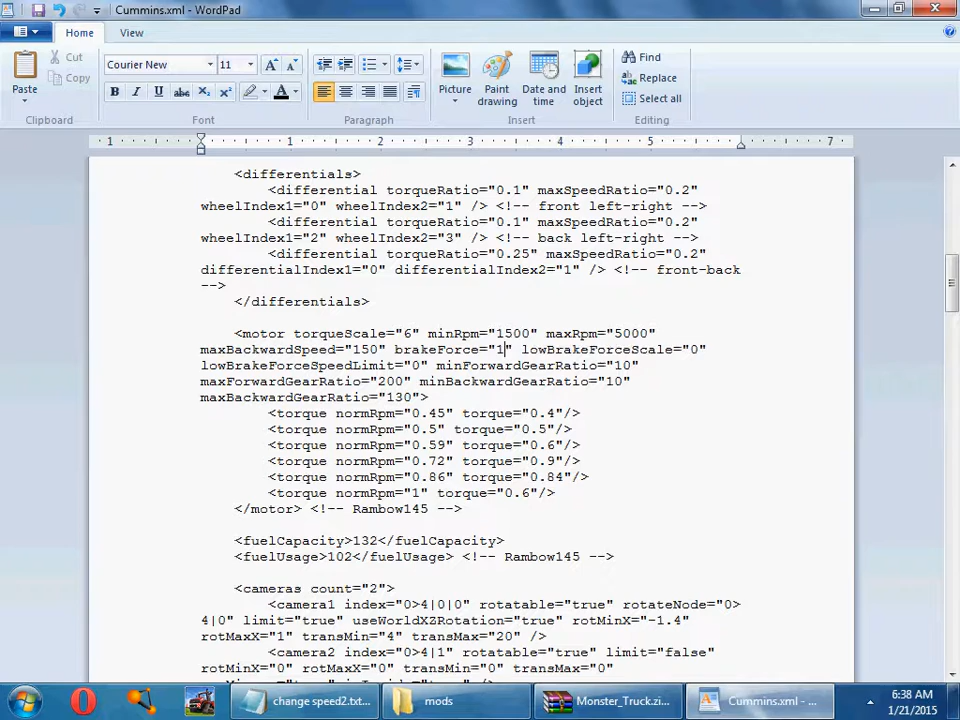 Cummins.xml - WordPad
Home
View
Paste
Cut
Copy
Clipboard
Courier New
11
Font
Paragraph
Picture
Paint drawing
Date and time
Insert object
Insert
Find
Replace
Select all
Editing
1 1 2 3 4 5 7
<differentials>
<differential torqueRatio="0.1" maxSpeedRatio="0.2"
wheelIndex1="0" wheelIndex2="1" /> <!-- front left-right -->
<differential torqueRatio="0.1" maxSpeedRatio="0.2"
wheelIndex1="2" wheelIndex2="3" /> <!-- back left-right -->
<differential torqueRatio="0.25" maxSpeedRatio="0.2"
differentialIndex1="0" differentialIndex2="1" /> <!-- front-back
-->
</differentials>
<motor torqueScale="6" minRpm="1500" maxRpm="5000"
maxBackwardSpeed="150" brakeForce="1" lowBrakeForceScale="0"
lowBrakeForceSpeedLimit="0" minForwardGearRatio="10"
maxForwardGearRatio="200" minBackwardGearRatio="10"
maxBackwardGearRatio="130">
<torque normRpm="0.45" torque="0.4"/>
<torque normRpm="0.5" torque="0.5"/>
<torque normRpm="0.59" torque="0.6"/>
<torque normRpm="0.72" torque="0.9"/>
<torque normRpm="0.86" torque="0.84"/>
<torque normRpm="1" torque="0.6"/>
</motor> <!-- Rambow145 -->
<fuelCapacity>132</fuelCapacity>
<fuelUsage>102</fuelUsage> <!-- Rambow145 -->
<cameras count="2">
<camera1 index="0>4|0|0" rotatable="true" rotateNode="0>
4|0" limit="true" useWorldXZRotation="true" rotMinX="-1.4"
rotMaxX="1" transMin="4" transMax="20" />
<camera2 index="0>4|1" rotatable="true" limit="false"
rotMinX="0" rotMaxX="0" transMin="0" transMax="0"
change speed2.txt...
mods
Monster_Truck.zi...
Cummins.xml - W...
6:38 AM
1/21/2015